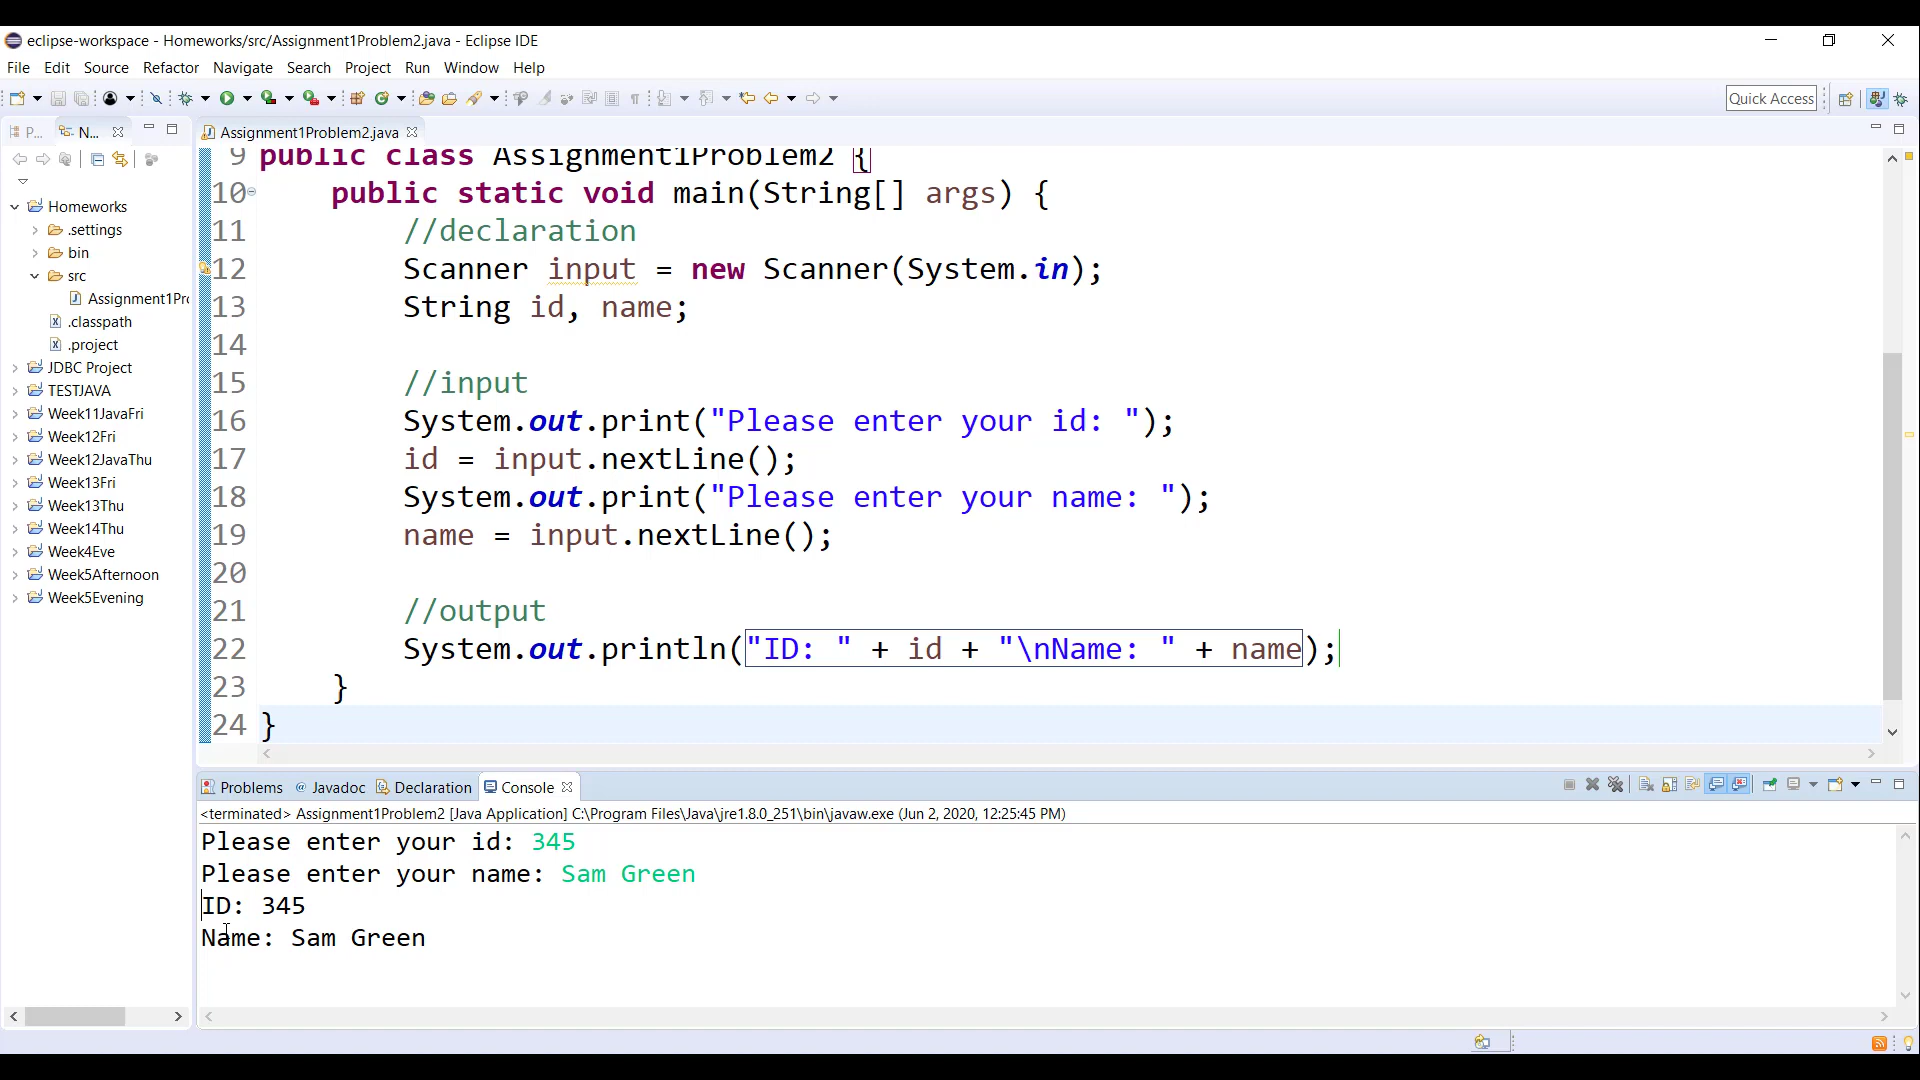 eclipse-workspace - Homeworks/src/Assignment1Problem2.java - Eclipse IDE
File Edit Source Refactor Navigate Search Project Run Window Help
Quick Access
P... N...
Assignment1Problem2.java
Homeworks
.settings
bin
src
Assignment1Pro
.classpath
.project
JDBC Project
TESTJAVA
Week11JavaFri
Week12Fri
Week12JavaThu
Week13Fri
Week13Thu
Week14Thu
Week4Eve
Week5Afternoon
Week5Evening
9 public class Assignment1Problem2 {
10 public static void main(String[] args) {
11 //declaration
12 Scanner input = new Scanner(System.in);
13 String id, name;
14
15 //input
16 System.out.print("Please enter your id: ");
17 id = input.nextLine();
18 System.out.print("Please enter your name: ");
19 name = input.nextLine();
20
21 //output
22 System.out.println("ID: " + id + "\nName: " + name);
23 }
24 }
Problems Javadoc Declaration Console
<terminated> Assignment1Problem2 [Java Application] C:\Program Files\Java\jre1.8.0_251\bin\javaw.exe (Jun 2, 2020, 12:25:45 PM)
Please enter your id: 345
Please enter your name: Sam Green
ID: 345
Name: Sam Green